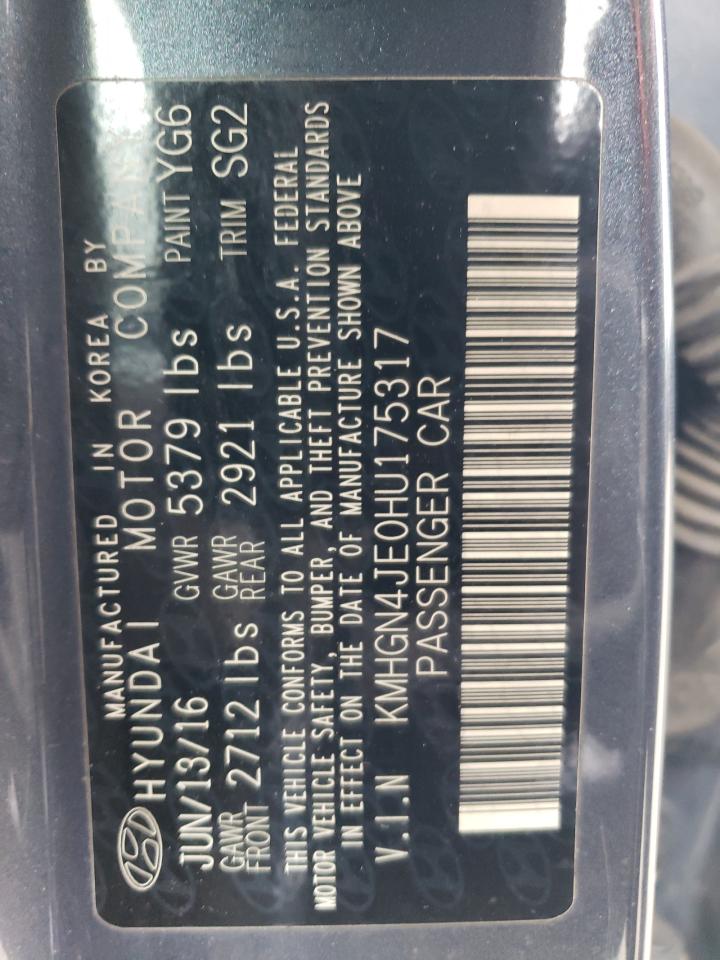 MANUFACTURED IN KOREA BY
HYUNDAI MOTOR COMPANY
JUN/13/16 GVWR 5379 lbs PAINT YG6
GAWR FRONT 2712 lbs GAWR REAR 2921 lbs TRIM SG2
THIS VEHICLE CONFORMS TO ALL APPLICABLE U.S.A. FEDERAL
MOTOR VEHICLE SAFETY, BUMPER, AND THEFT PREVENTION STANDARDS
IN EFFECT ON THE DATE OF MANUFACTURE SHOWN ABOVE
V.I.N KMHGN4JE0HU175317
PASSENGER CAR